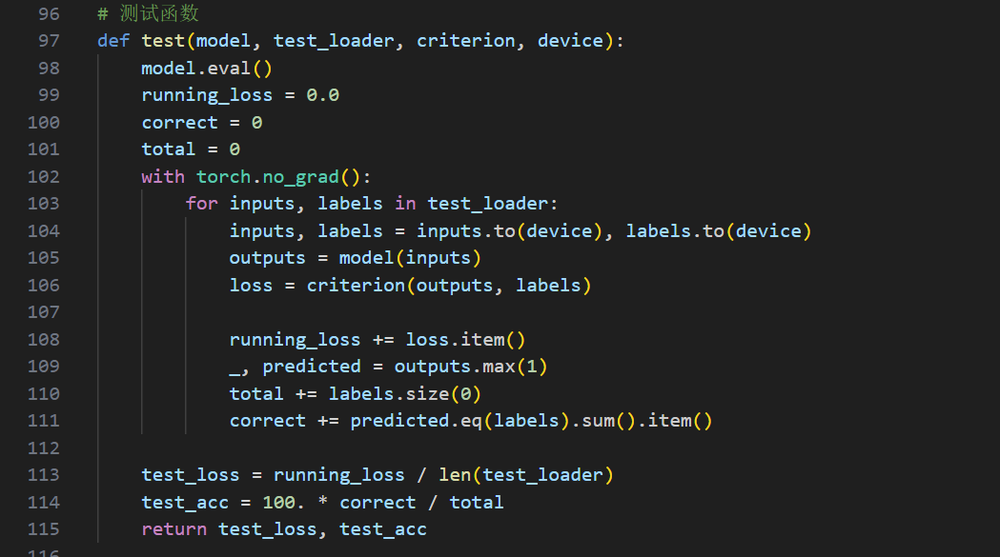 96 # 测试函数
97 def test(model, test_loader, criterion, device):
98     model.eval()
99     running_loss = 0.0
100     correct = 0
101     total = 0
102     with torch.no_grad():
103         for inputs, labels in test_loader:
104             inputs, labels = inputs.to(device), labels.to(device)
105             outputs = model(inputs)
106             loss = criterion(outputs, labels)
107
108             running_loss += loss.item()
109             _, predicted = outputs.max(1)
110             total += labels.size(0)
111             correct += predicted.eq(labels).sum().item()
112
113     test_loss = running_loss / len(test_loader)
114     test_acc = 100. * correct / total
115     return test_loss, test_acc
116